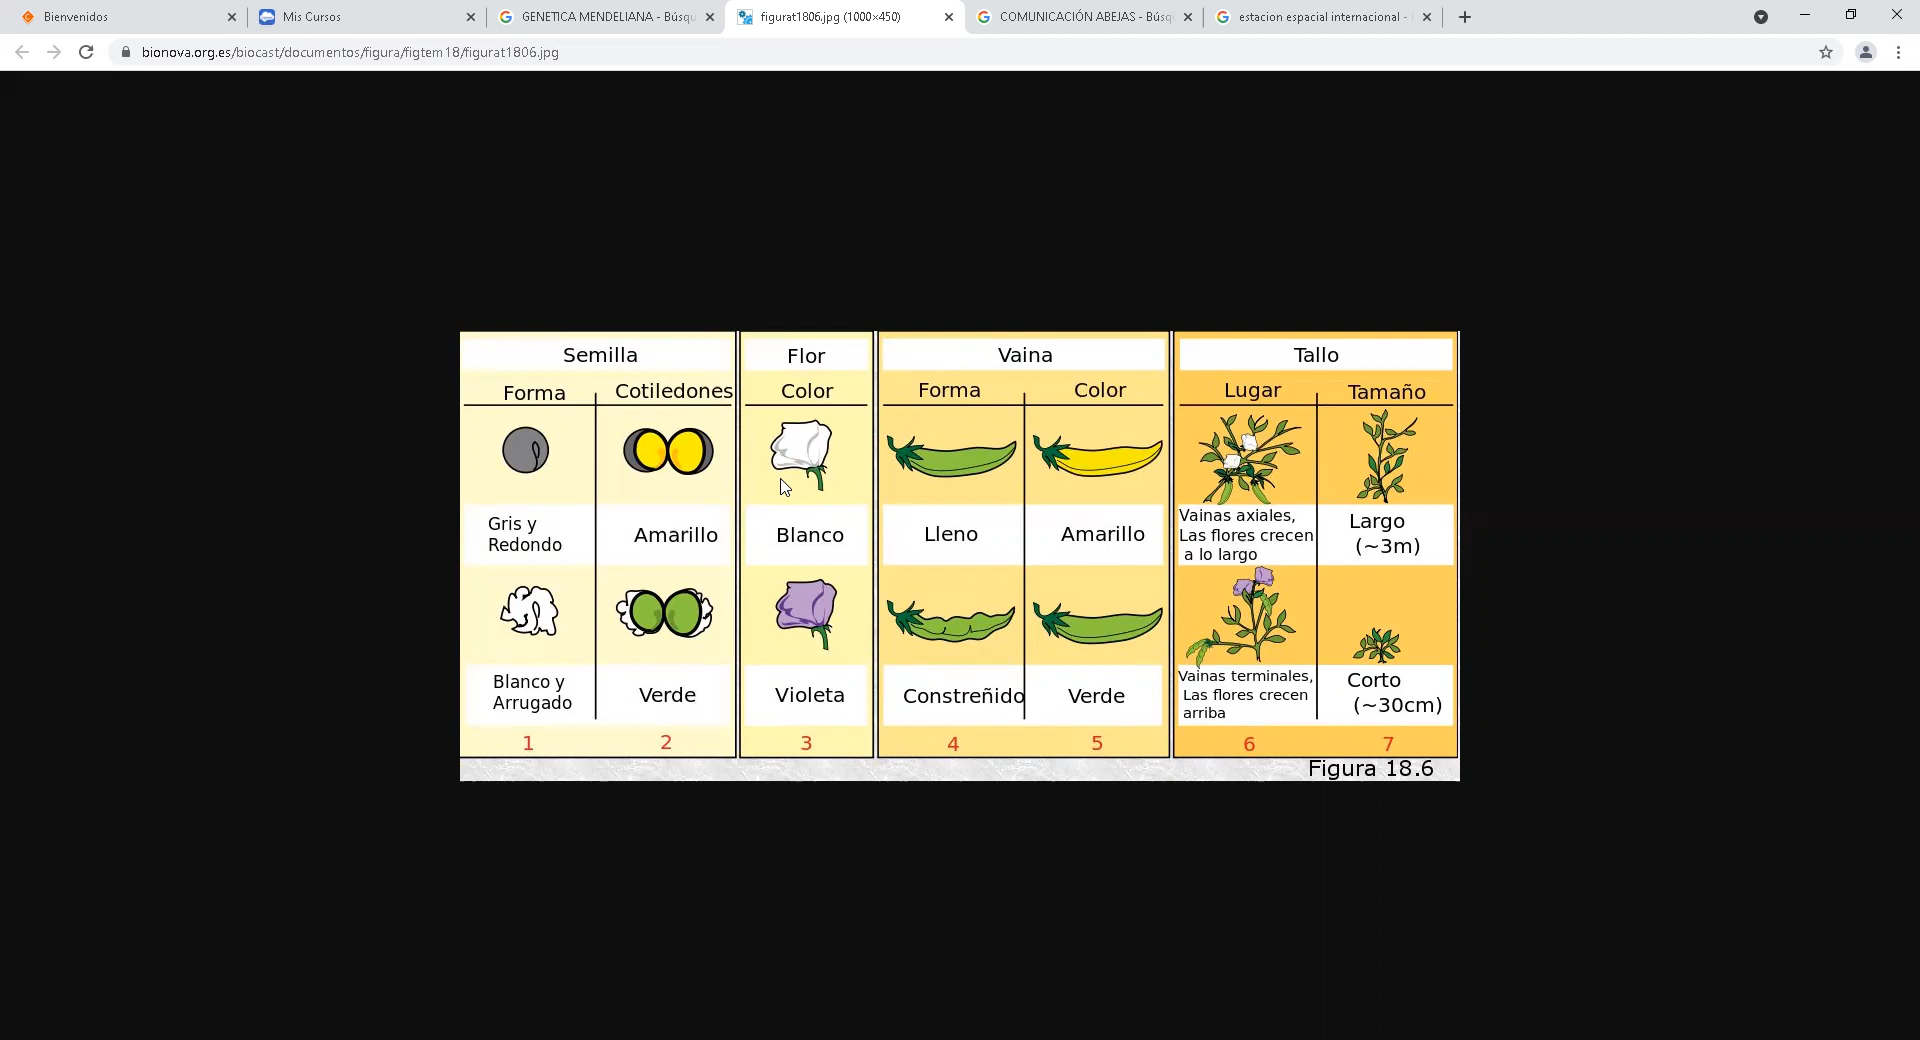 Bienvenidos
Mis Cursos
GENETICA MENDELIANA - Búsqu
figurat1806.jpg (1000×450)
COMUNICACIÓN ABEJAS - Búsq
estacion espacial internacional -
bionova.org.es/biocast/documentos/figura/figtem18/figurat1806.jpg
Semilla
Flor
Vaina
Tallo
Forma
Cotiledones
Color
Forma
Color
Lugar
Tamaño
Gris y
Redondo
Amarillo
Blanco
Lleno
Amarillo
Vainas axiales,
Las flores crecen
a lo largo
Largo
(~3m)
Blanco y
Arrugado
Verde
Violeta
Constreñido
Verde
Vainas terminales,
Las flores crecen
arriba
Corto
(~30cm)
1
2
3
4
5
6
7
Figura 18.6